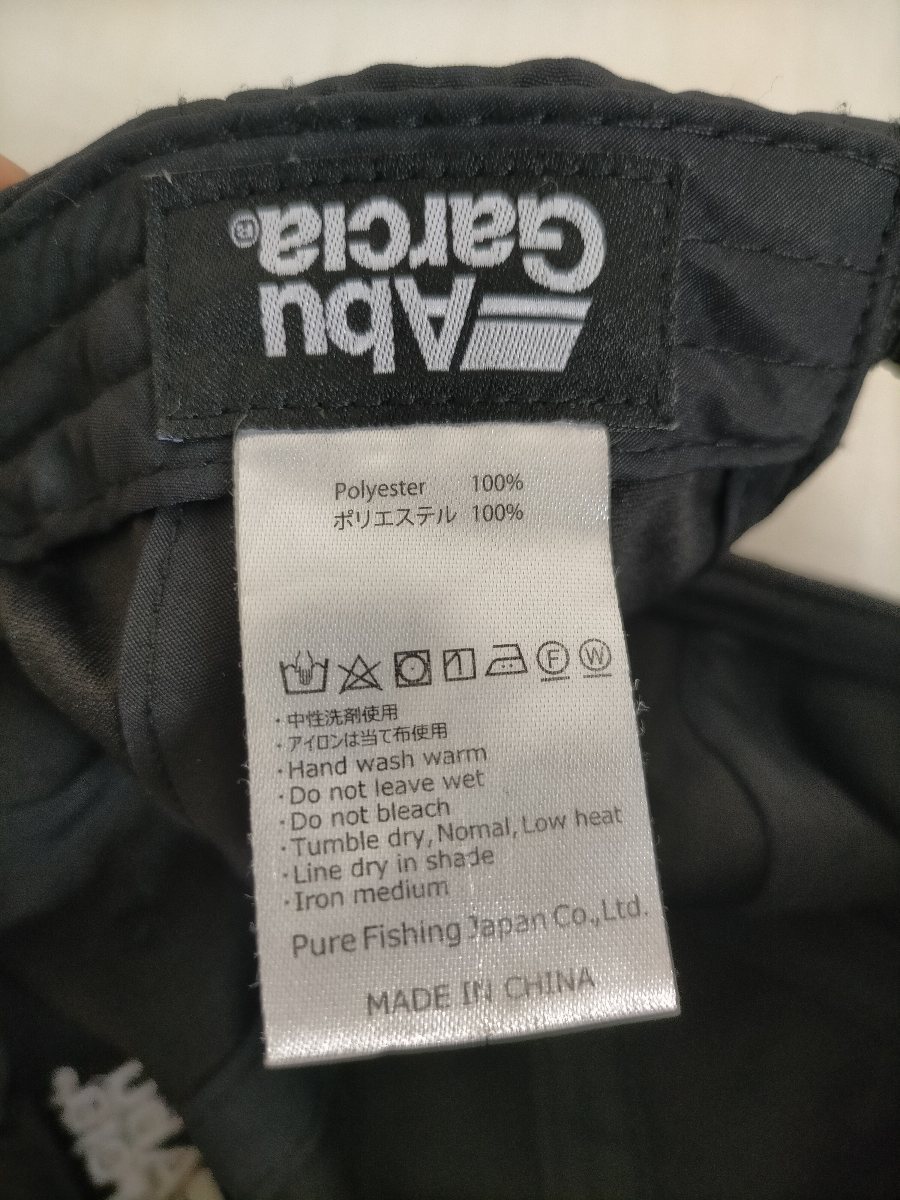 Abu
Garcia®
Polyester 100%
ポリエステル 100%
F W
・中性洗剤使用
・アイロンは当て布使用
・Hand wash warm
・Do not leave wet
・Do not bleach
・Tumble dry, Nomal, Low heat
・Line dry in shade
・Iron medium
Pure Fishing Japan Co.,Ltd.
MADE IN CHINA